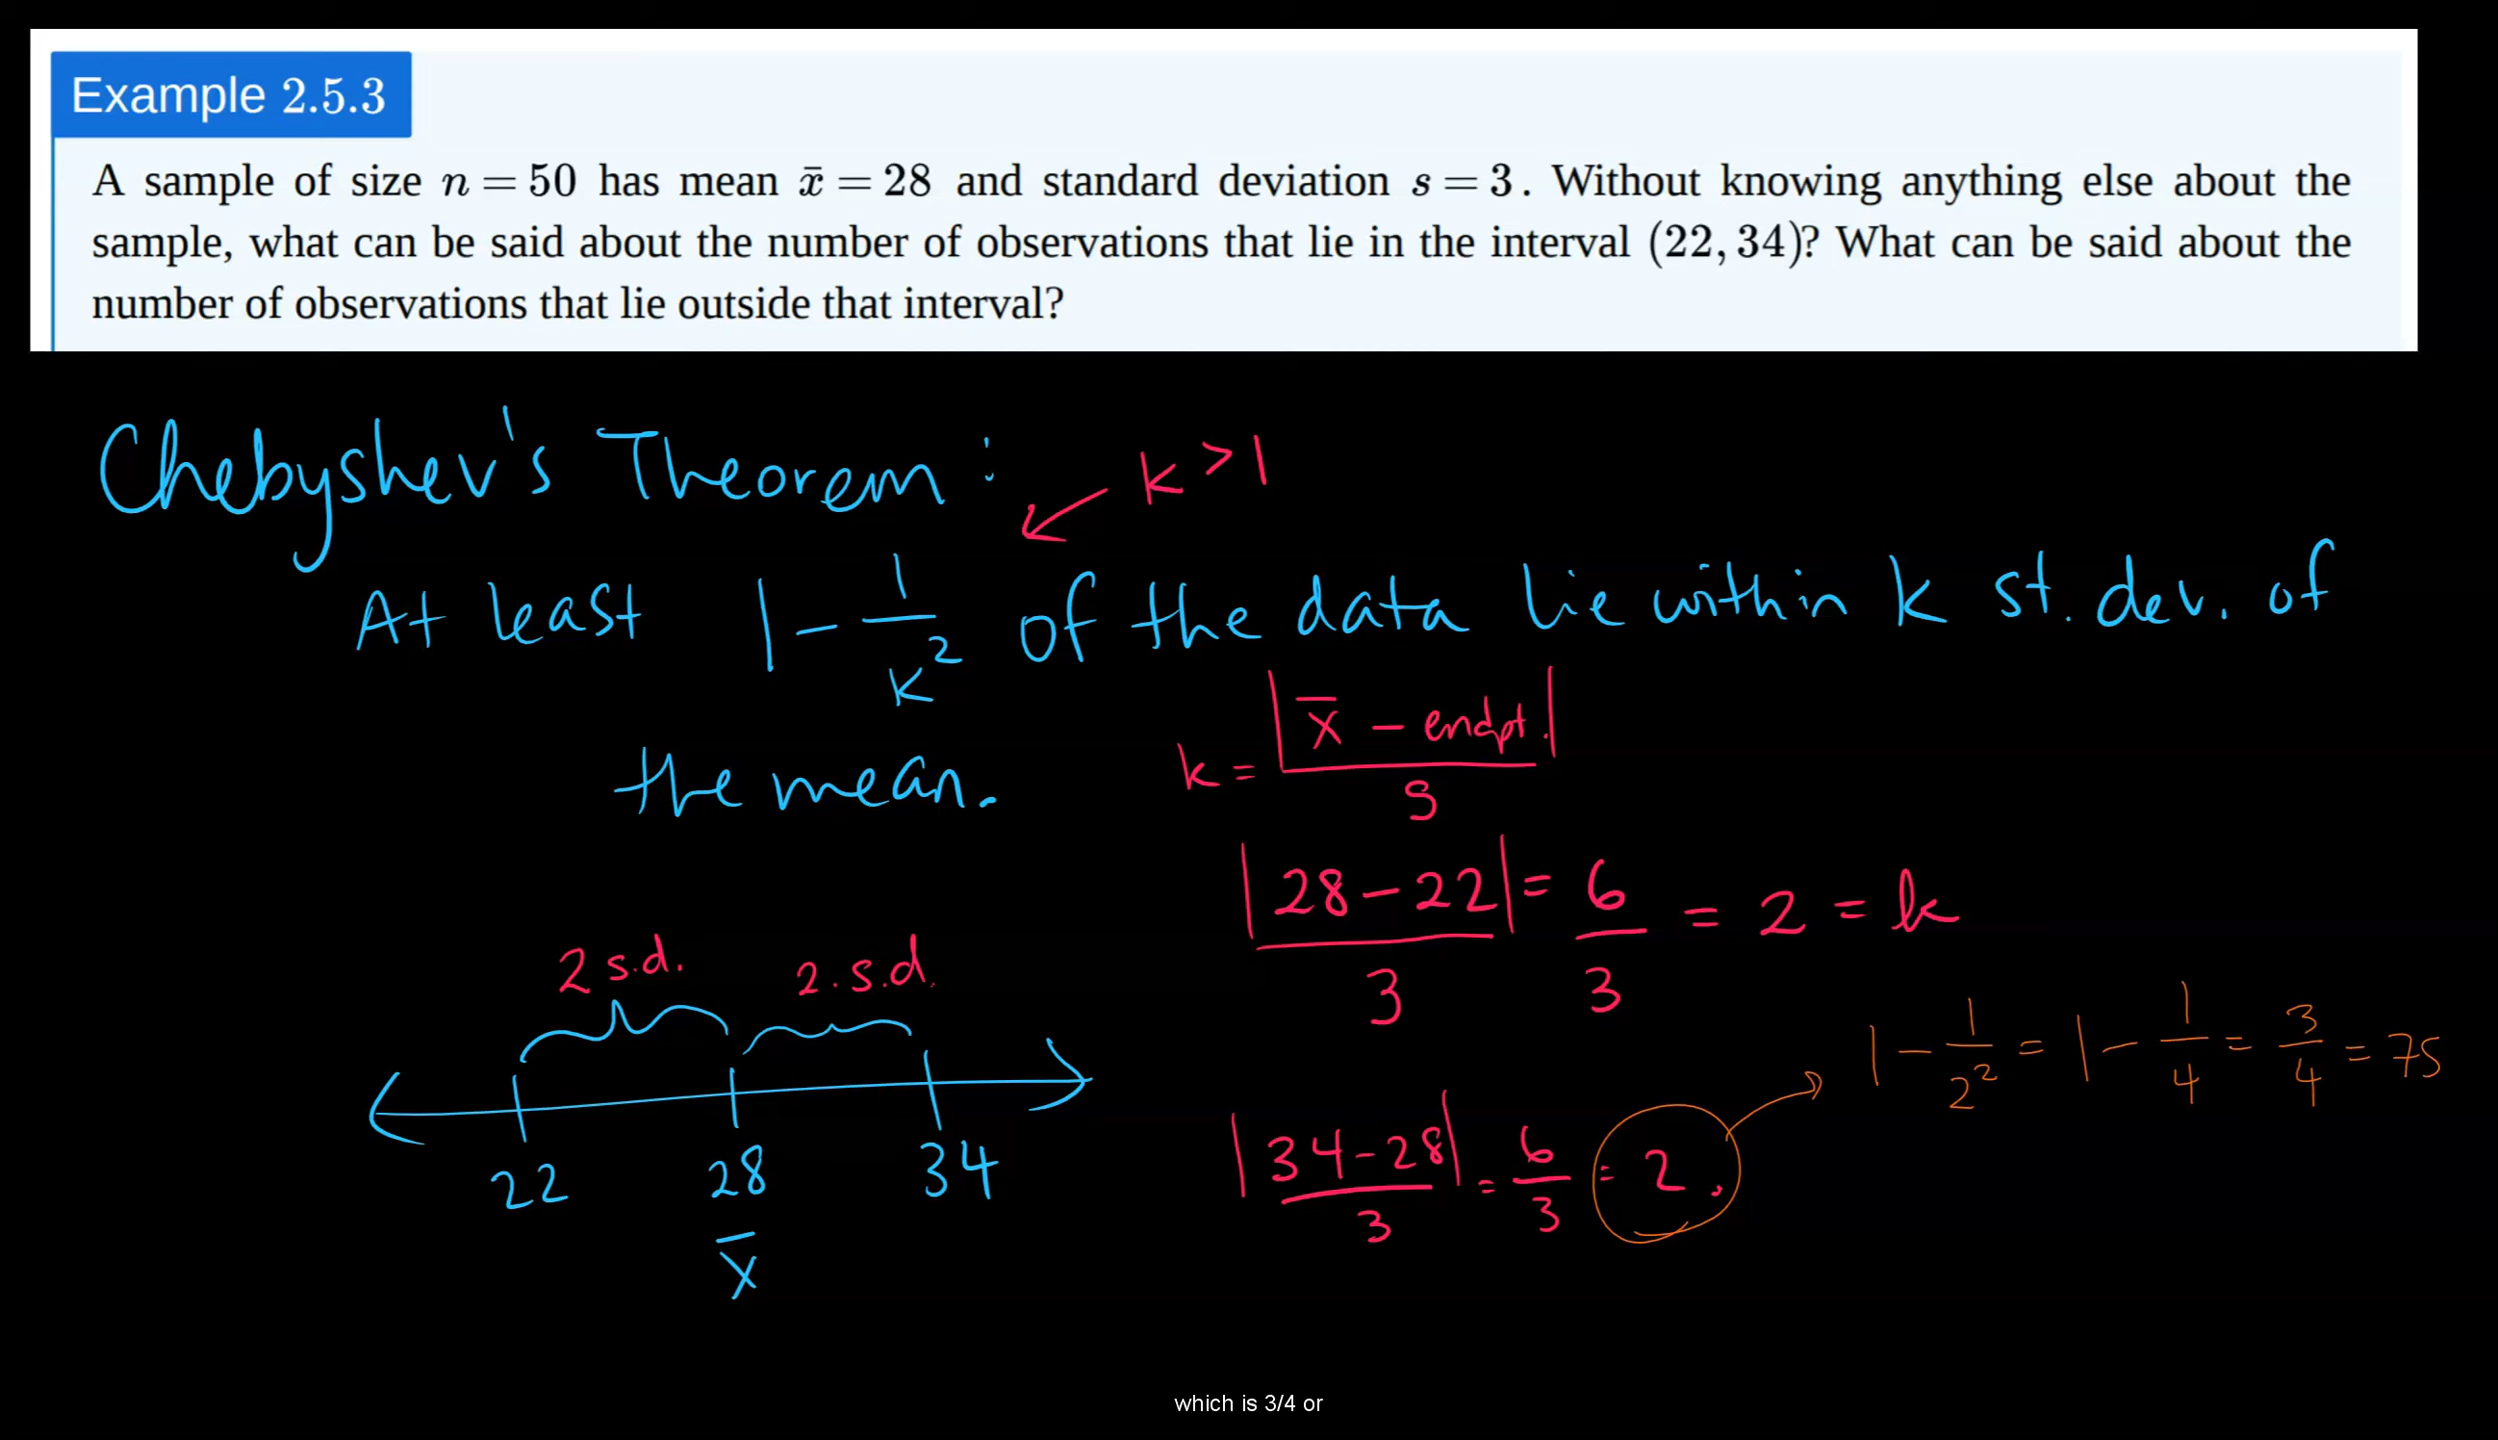 Example 2.5.3
A sample of size n = 50 has mean x̄ = 28 and standard deviation s = 3. Without knowing anything else about the
sample, what can be said about the number of observations that lie in the interval (22, 34)? What can be said about the
number of observations that lie outside that interval?
Chebyshev's Theorem:
k > 1
At least 1 - 1/k² of the data lie within k st. dev. of
the mean.
k = |x̄ - endpt.|/s
|28 - 22|/3 = 6/3 = 2 = k
2 s.d. 2.s.d.
1 - 1/2² = 1 - 1/4 = 3/4 = 75
|34 - 28|/3 = 6/3 = 2.
22 28 34
x̄
which is 3/4 or